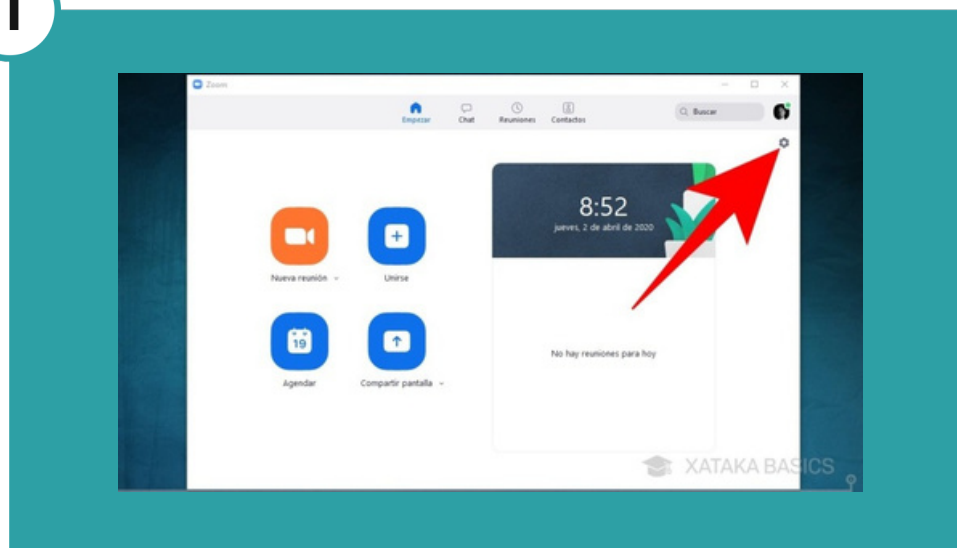 1
Zoom
Empezar
Chat
Reuniones
Contactos
Buscar
8:52
jueves, 2 de abril de 2020
Nueva reunión
Unirse
19
Agendar
Compartir pantalla
No hay reuniones para hoy
XATAKA BASICS